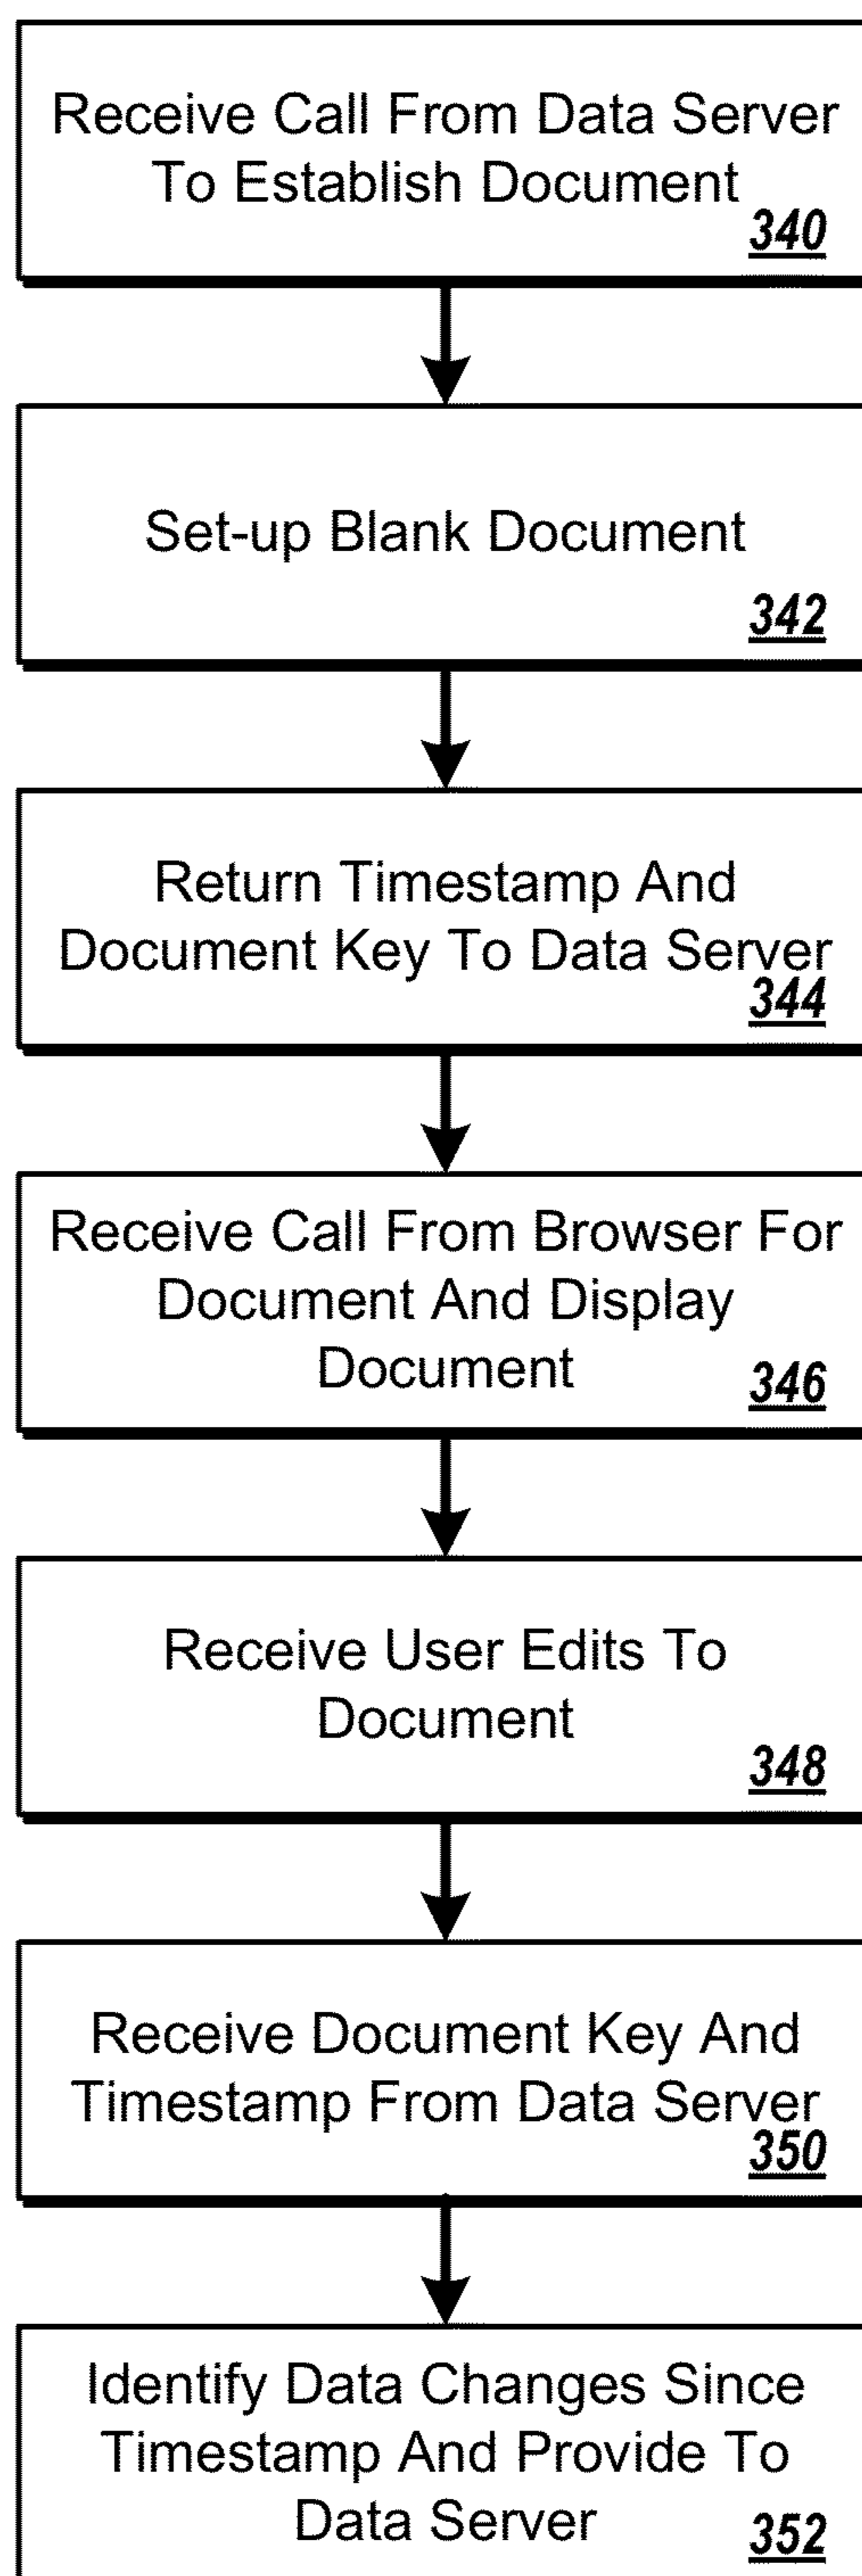 Receive Call From Data Server
To Establish Document
340
Set-up Blank Document
342
Return Timestamp And
Document Key To Data Server
344
Receive Call From Browser For
Document And Display
Document
346
Receive User Edits To
Document
348
Receive Document Key And
Timestamp From Data Server
350
Identify Data Changes Since
Timestamp And Provide To
Data Server
352